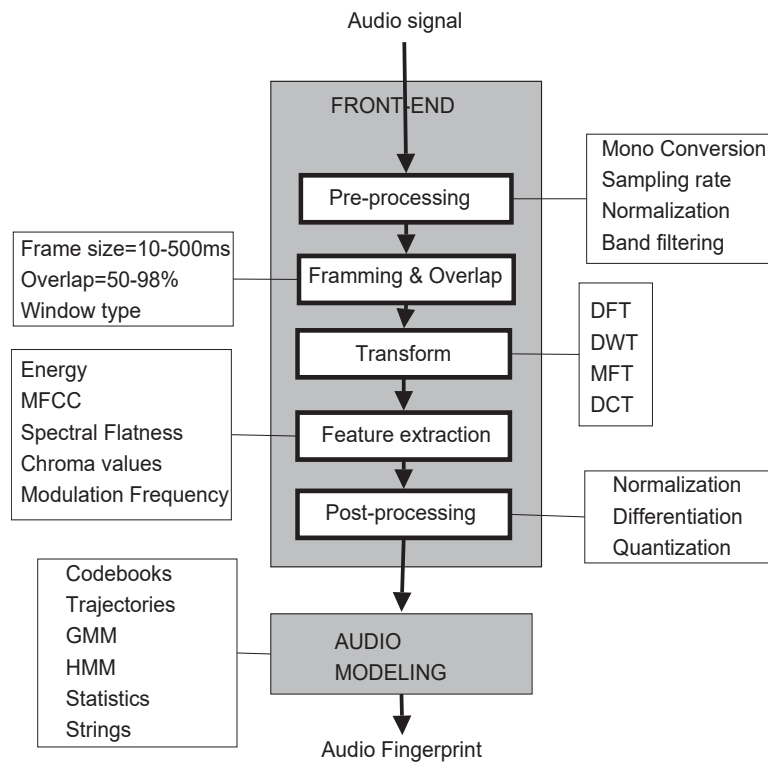 Audio signal
FRONT-END
Pre-processing
Mono Conversion
Sampling rate
Normalization
Band filtering
Framming & Overlap
Frame size=10-500ms
Overlap=50-98%
Window type
Transform
DFT
DWT
MFT
DCT
Feature extraction
Energy
MFCC
Spectral Flatness
Chroma values
Modulation Frequency
Post-processing
Normalization
Differentiation
Quantization
AUDIO
MODELING
Codebooks
Trajectories
GMM
HMM
Statistics
Strings
Audio Fingerprint